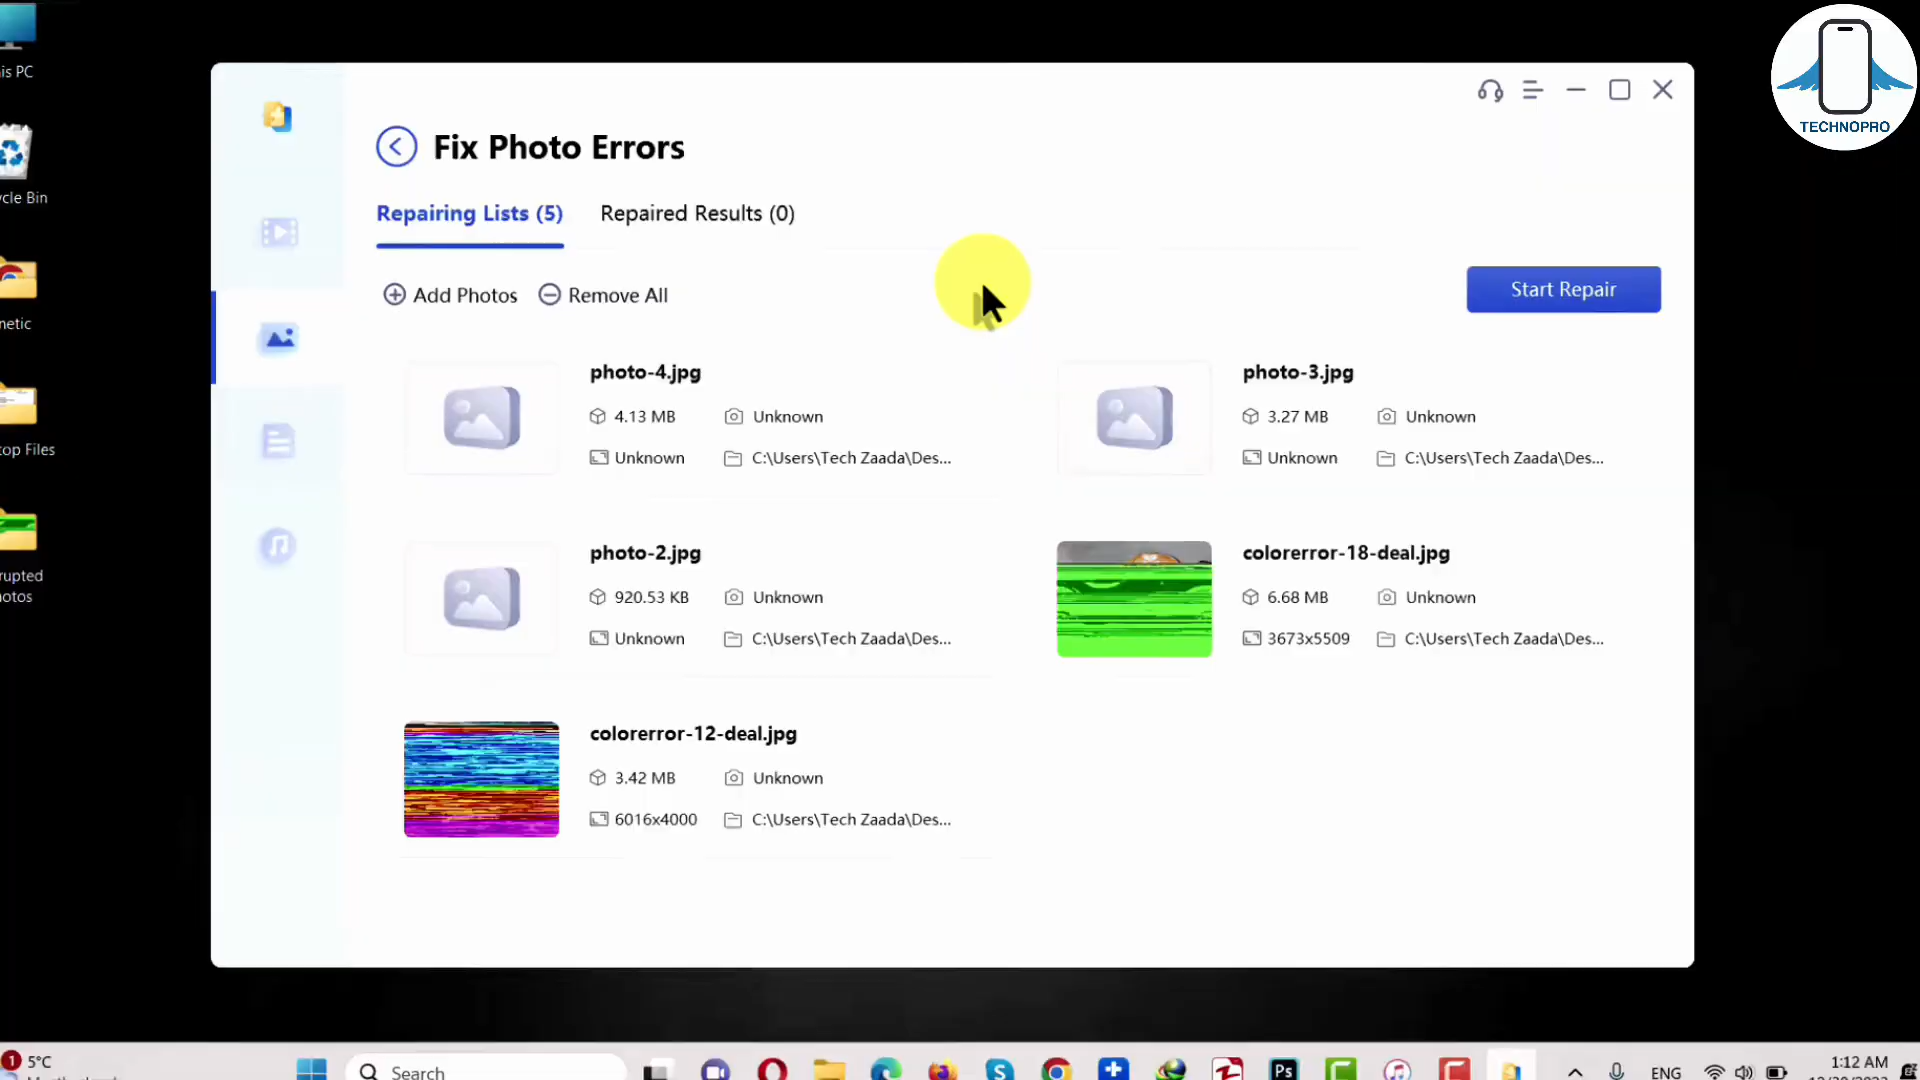 TECHNOPRO
is PC
cle Bin
netic
top Files
rupted
otos
Fix Photo Errors
Repairing Lists (5)
Repaired Results (0)
Add Photos
Remove All
Start Repair
photo-4.jpg
4.13 MB
Unknown
Unknown
C:\Users\Tech Zaada\Des...
photo-3.jpg
3.27 MB
Unknown
Unknown
C:\Users\Tech Zaada\Des...
photo-2.jpg
920.53 KB
Unknown
Unknown
C:\Users\Tech Zaada\Des...
colorerror-18-deal.jpg
6.68 MB
Unknown
3673x5509
C:\Users\Tech Zaada\Des...
colorerror-12-deal.jpg
3.42 MB
Unknown
6016x4000
C:\Users\Tech Zaada\Des...
1
5°C
Search
Ps
ENG
1:12 AM